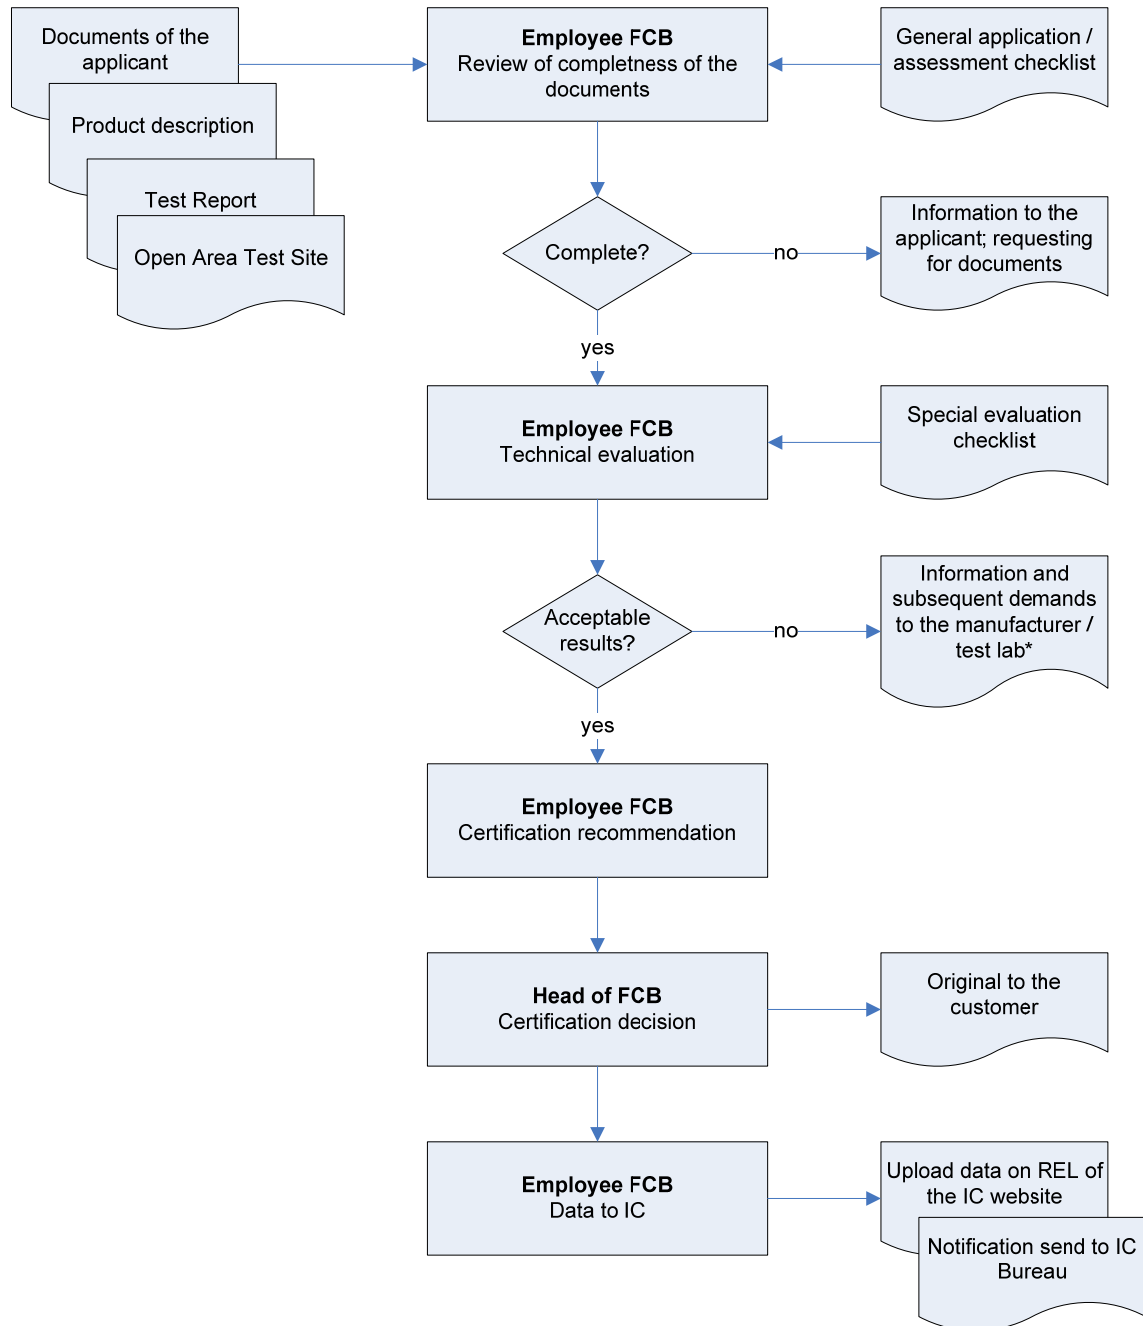 Documents of the
applicant
Product description
Test Report
Open Area Test Site
Employee FCB
Review of completness of the
documents
General application /
assessment checklist
Complete?
no
Information to the
applicant; requesting
for documents
yes
Employee FCB
Technical evaluation
Special evaluation
checklist
Acceptable
results?
no
Information and
subsequent demands
to the manufacturer /
test lab*
yes
Employee FCB
Certification recommendation
Head of FCB
Certification decision
Original to the
customer
Employee FCB
Data to IC
Upload data on REL of
the IC website
Notification send to IC
Bureau